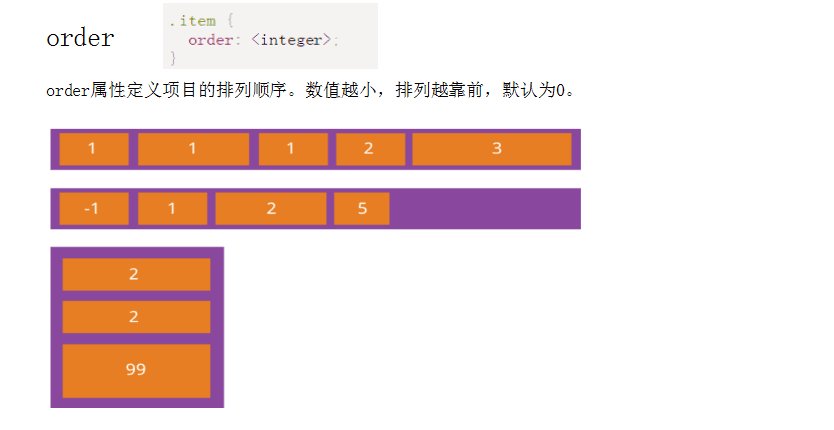 order
.item {
order: <integer>;
}
order属性定义项目的排列顺序。数值越小，排列越靠前，默认为0。
1 1 1 2 3
-1 1 2 5
2
2
99